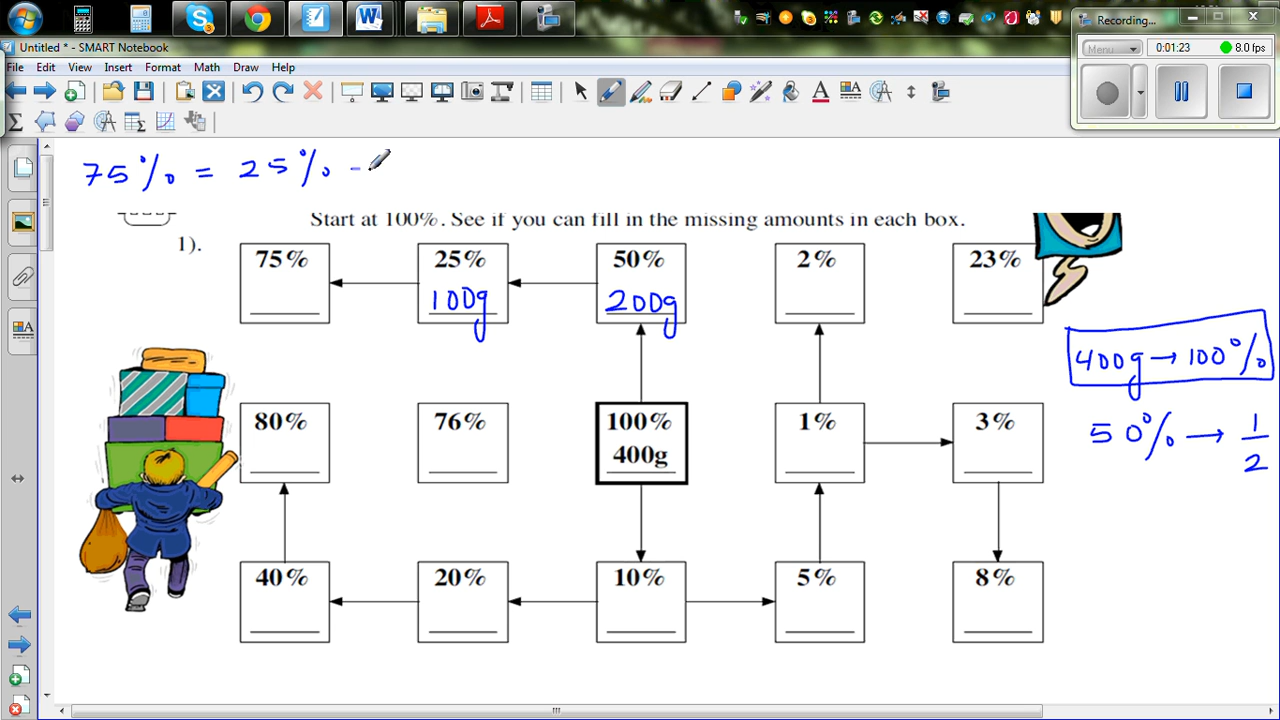 Untitled * - SMART Notebook
File Edit View Insert Format Math Draw Help
Recording...
Menu
0:01:23
8.0 fps
75% = 25% -
Start at 100%. See if you can fill in the missing amounts in each box.
1).
75% 25% 50% 2% 23%
100g 200g
400g → 100%
80% 76% 100% 1% 3%
400g
50% → 1/2
40% 20% 10% 5% 8%